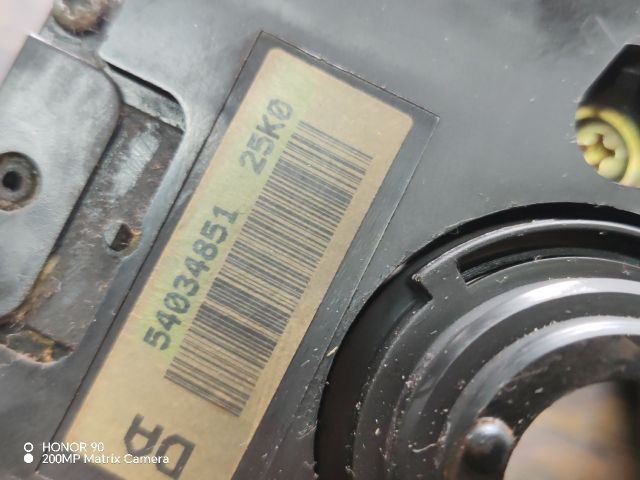 54034851 25K0
DA
HONOR 90
200MP Matrix Camera